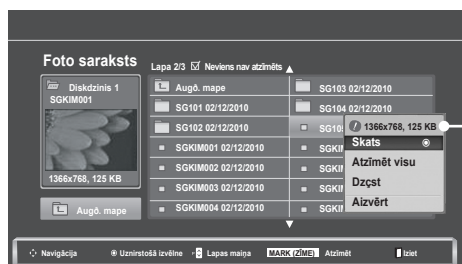 Foto saraksts
Lapa 2/3 ☑ Neviens nav atzīmēts
Diskdzinis 1
SGKIM001
1366x768, 125 KB
Augð. mape
Augð. mape
SG101 02/12/2010
SG102 02/12/2010
SGKIM001 02/12/2010
SGKIM002 02/12/2010
SGKIM003 02/12/2010
SGKIM004 02/12/2010
SG103 02/12/2010
SG104 02/12/2010
1366x768, 125 KB
Skats
Atzīmēt visu
Dzçst
Aizvērt
Navigācija
Uznirstošā izvēlne
Lapas maiņa
MARK (ZĪME)
Atzīmēt
Iziet